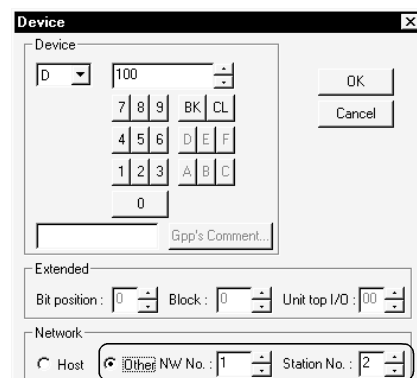 Device
Device
D 100
OK
7 8 9 BK CL
Cancel
4 5 6 D E F
1 2 3 A B C
0
Gpp's Comment...
Extended
Bit position : 0 Block : 0 Unit top I/O : 00
Network
Host Other NW No. : 1 Station No. : 2